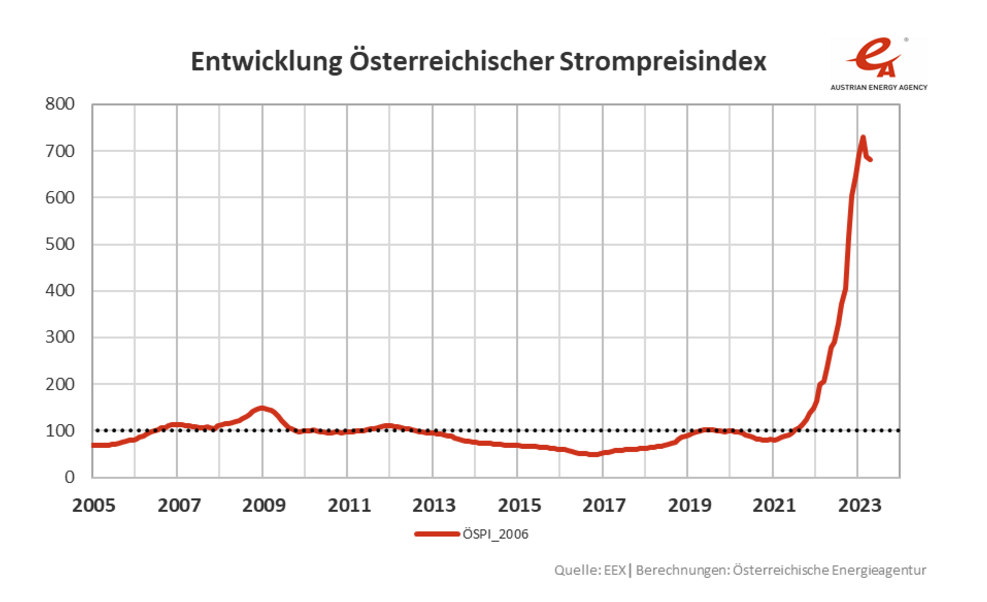 Entwicklung Österreichischer Strompreisindex
eA
AUSTRIAN ENERGY AGENCY
800
700
600
500
400
300
200
100
0
2005 2007 2009 2011 2013 2015 2017 2019 2021 2023
ÖSPI_2006
Quelle: EEX| Berechnungen: Österreichische Energieagentur